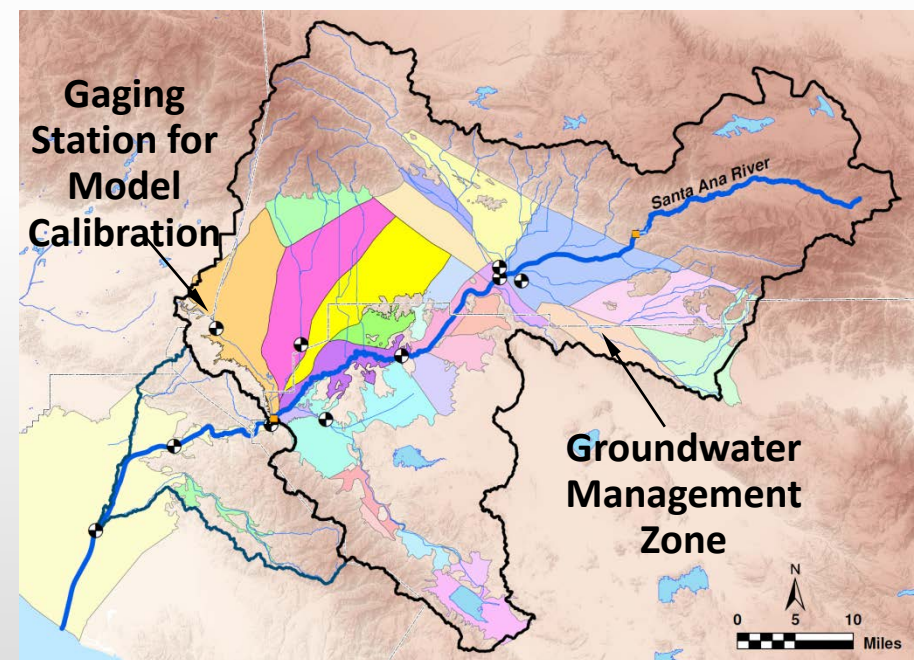 Gaging
Station for
Model
Calibration
Santa Ana River
Groundwater
Management
Zone
N
0 5 10
Miles